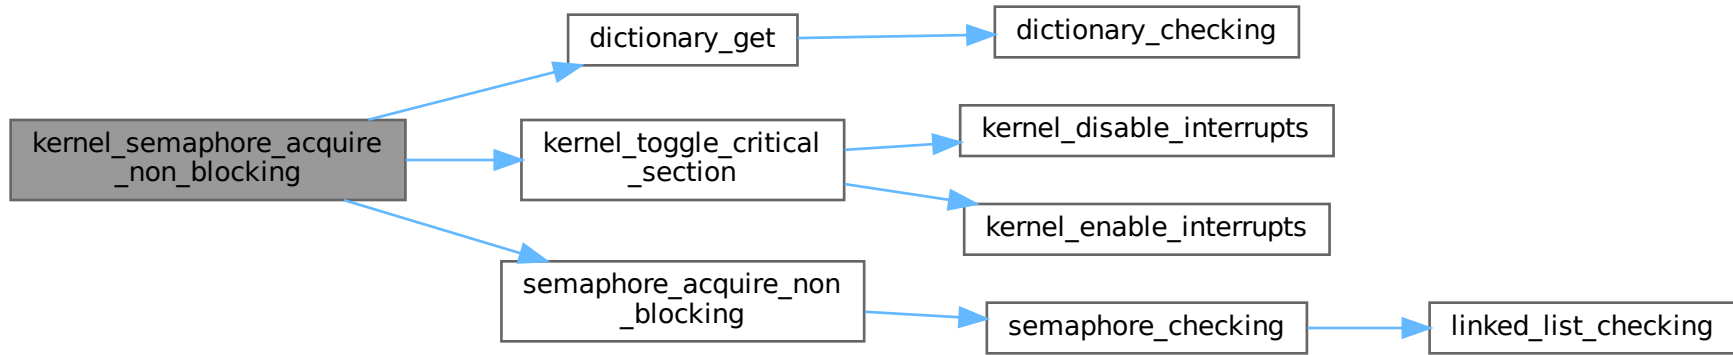 kernel_semaphore_acquire
_non_blocking
dictionary_get
dictionary_checking
kernel_toggle_critical
_section
kernel_disable_interrupts
kernel_enable_interrupts
semaphore_acquire_non
_blocking
semaphore_checking
linked_list_checking